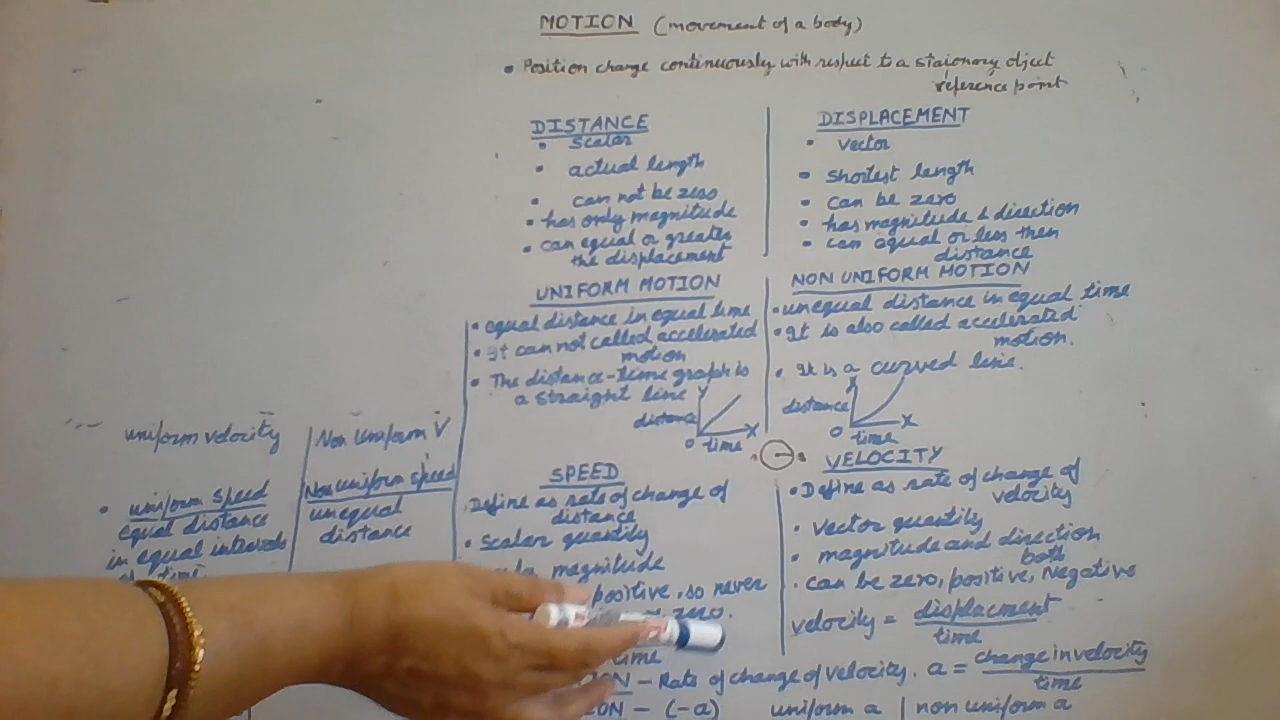 MOTION (movement of a body)
• Position change continuously with respect to a staionary object
reference point
DISTANCE
• Scalar
• actual length
• can not be zero
• has only magnitude
• can equal or greater
the displacement
DISPLACEMENT
• Vector
• Shortest length
• can be zero
• has magnitude & direction
• can equal or less then
distance
UNIFORM MOTION
• equal distance in equal time
• It can not called accelerated
motion
• The distance-time graph is
a straight line
Y
distance
O time X
NON UNIFORM MOTION
• unequal distance in equal time
• It is also called accelerated
motion.
• It is a curved line.
Y
distance
O time X
uniform velocity
• uniform speed
equal distance
in equal intervals
time
Non Uniform V
Non uniform speed
unequal
distance
SPEED
Define as rate of change of
distance
• Scalar quantity
magnitude
positive, so never
zero.
time
VELOCITY
• Define as rate of change of
velocity
• Vector quantity
• magnitude and direction
both
• can be zero, positive, Negative
velocity = displacment
time
ON - Rate of change of velocity. a = change in velocity
time
ION - (-a) uniform a | non uniform a